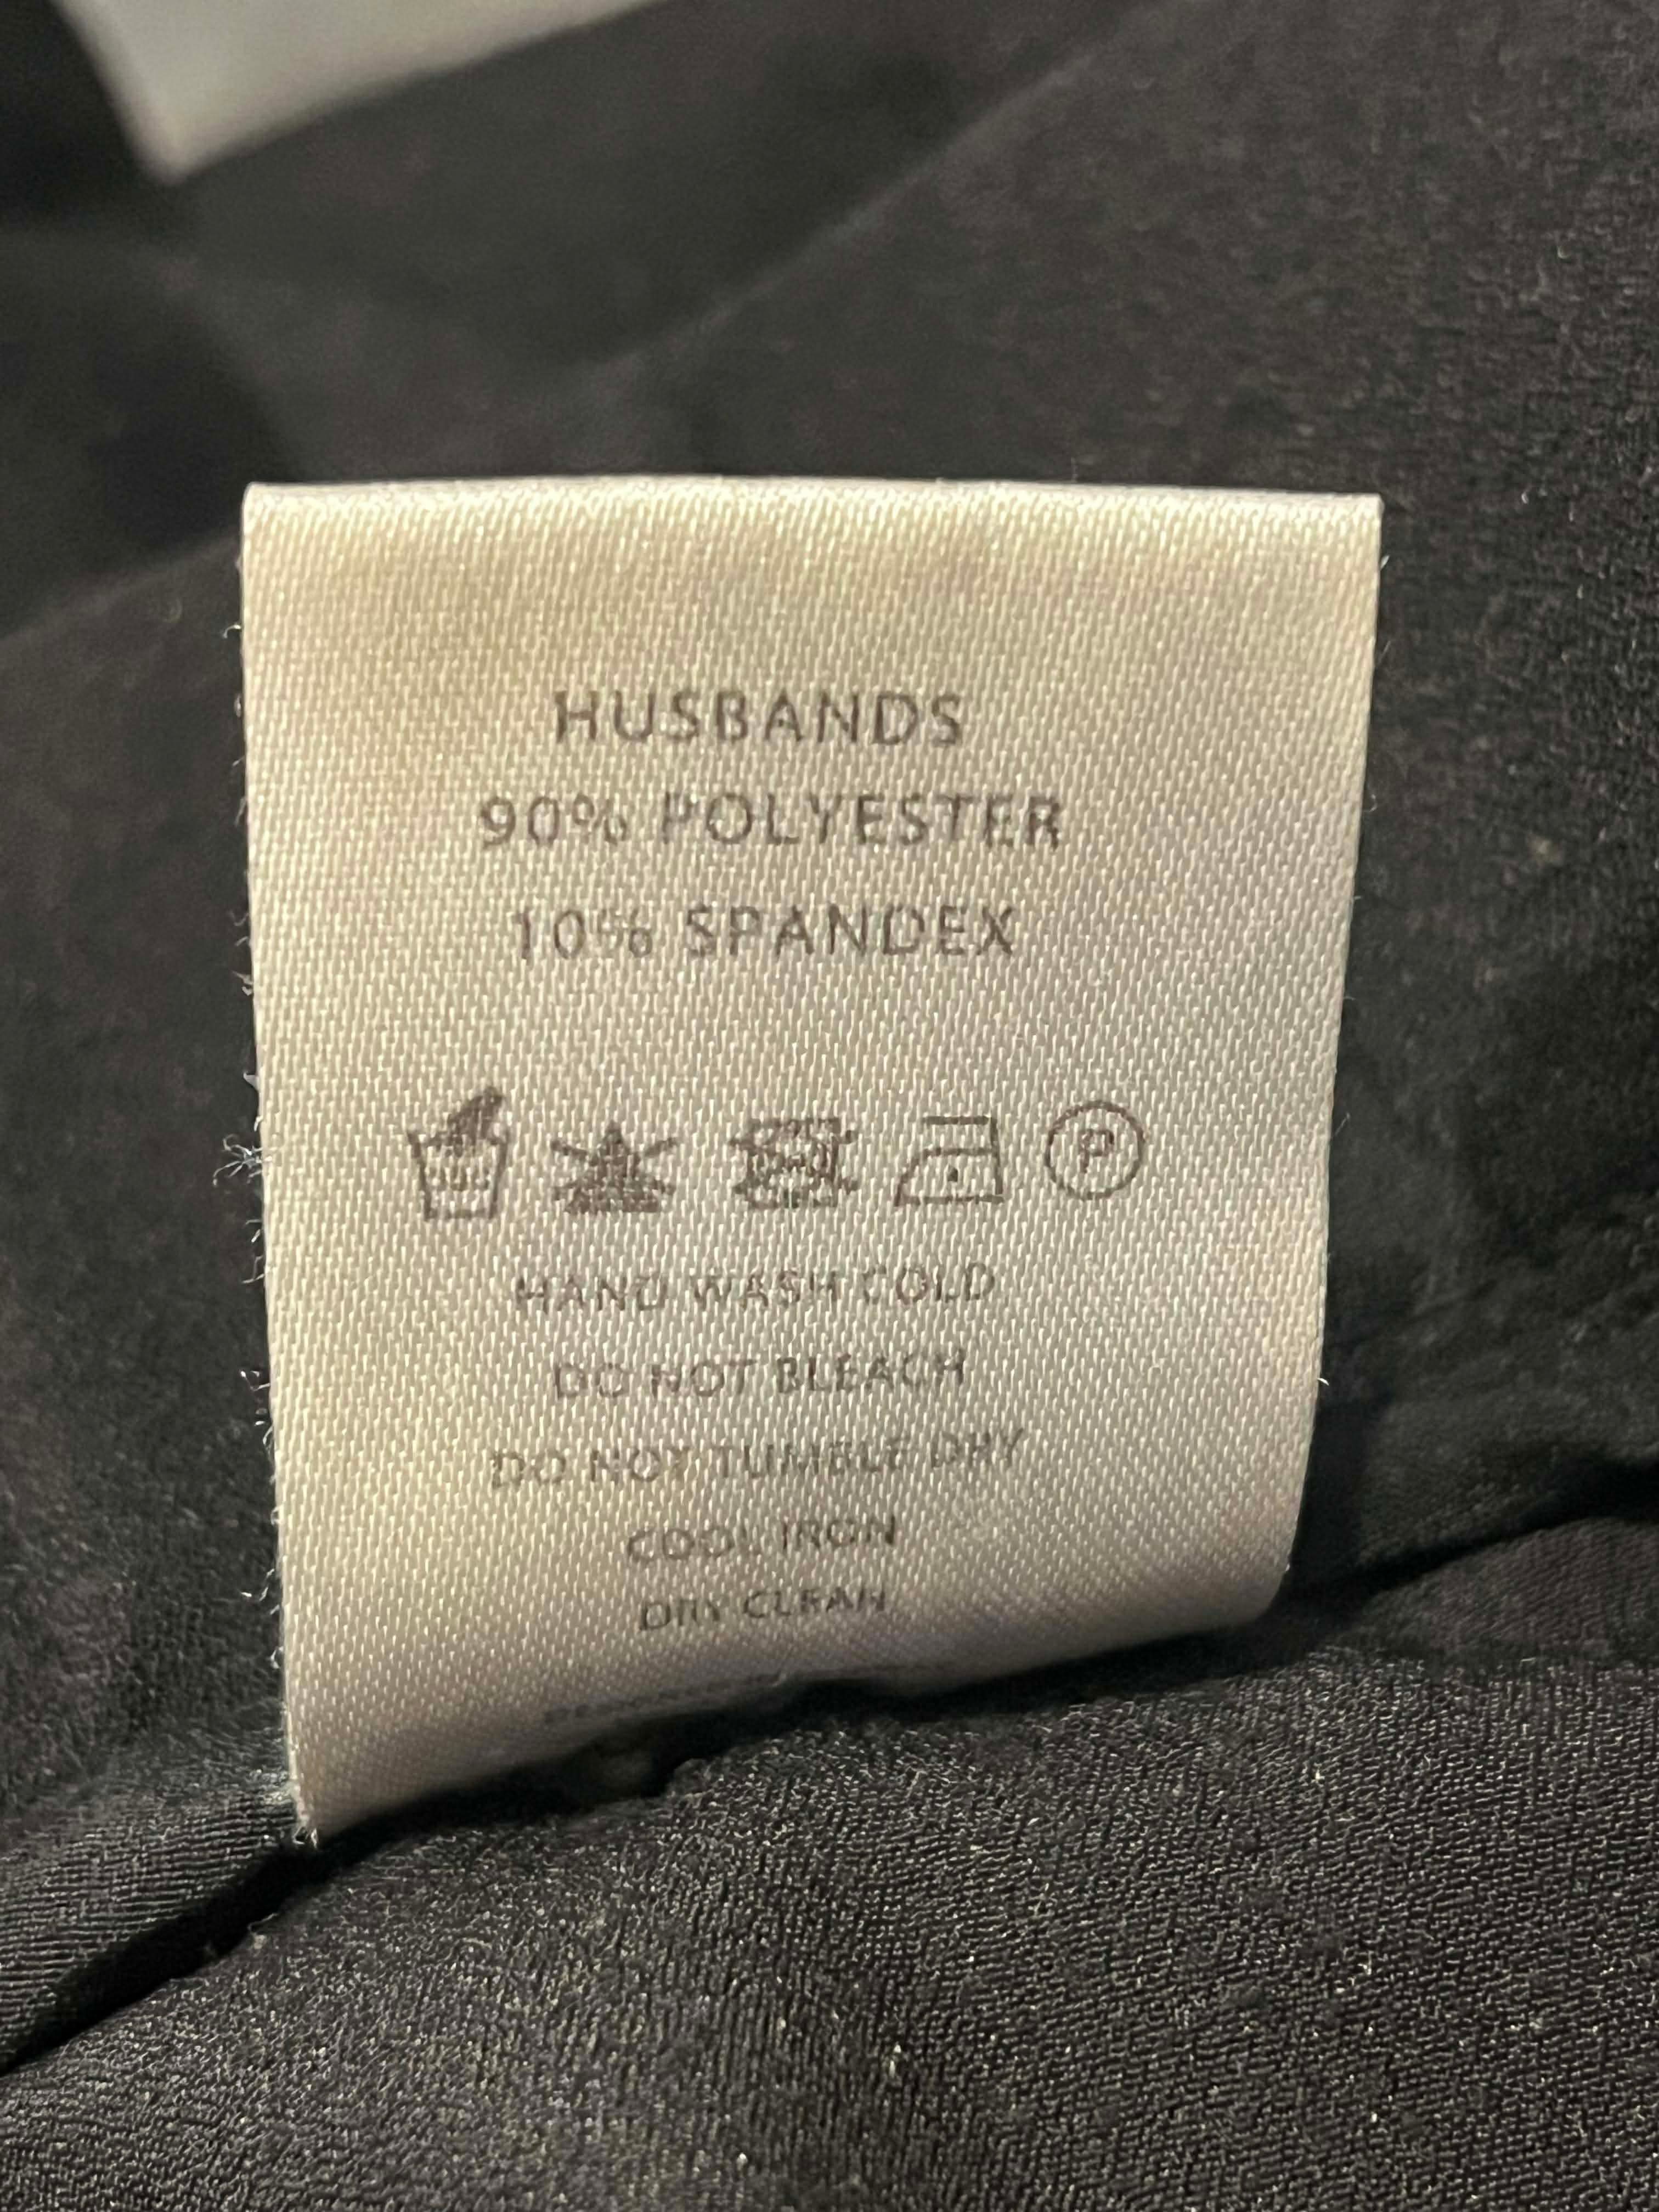 HUSBANDS
90% POLYESTER
10% SPANDEX
P
HAND WASH COLD
DO NOT BLEACH
DO NOT TUMBLE DRY
COOL IRON
DRY CLEAN